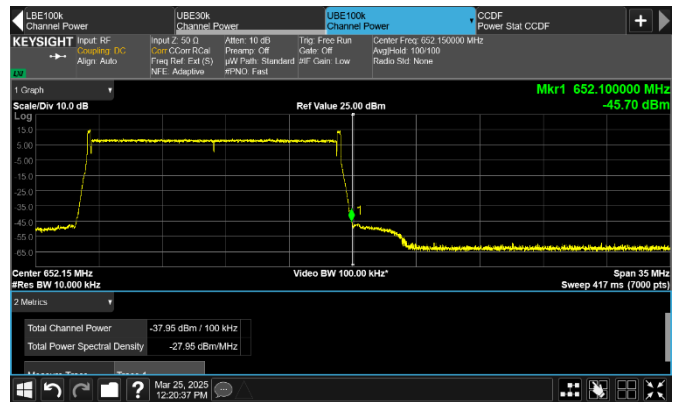 LBE100k
Channel Power
UBE30k
Channel Power
UBE100k
Channel Power
CCDF
Power Stat CCDF
KEYSIGHT
Input: RF
Coupling: DC
Align: Auto
Input Z: 50 Ω
Corr CCorr RCal
Freq Ref: Ext (S)
NFE: Adaptive
Atten: 10 dB
Preamp: Off
µW Path: Standard
#PNO: Fast
Trig: Free Run
Gate: Off
#IF Gain: Low
Center Freq: 652.150000 MHz
Avg|Hold: 100/100
Radio Std: None
LXI
1 Graph
Mkr1 652.100000 MHz
-45.70 dBm
Scale/Div 10.0 dB
Ref Value 25.00 dBm
Log
15.0
5.00
-5.00
-15.0
-25.0
-35.0
-45.0
-55.0
-65.0
1
Center 652.15 MHz
#Res BW 10.000 kHz
Video BW 100.00 kHz*
Span 35 MHz
Sweep 417 ms (7000 pts)
2 Metrics
Total Channel Power
-37.95 dBm / 100 kHz
Total Power Spectral Density
-27.95 dBm/MHz
Mar 25, 2025
12:20:37 PM